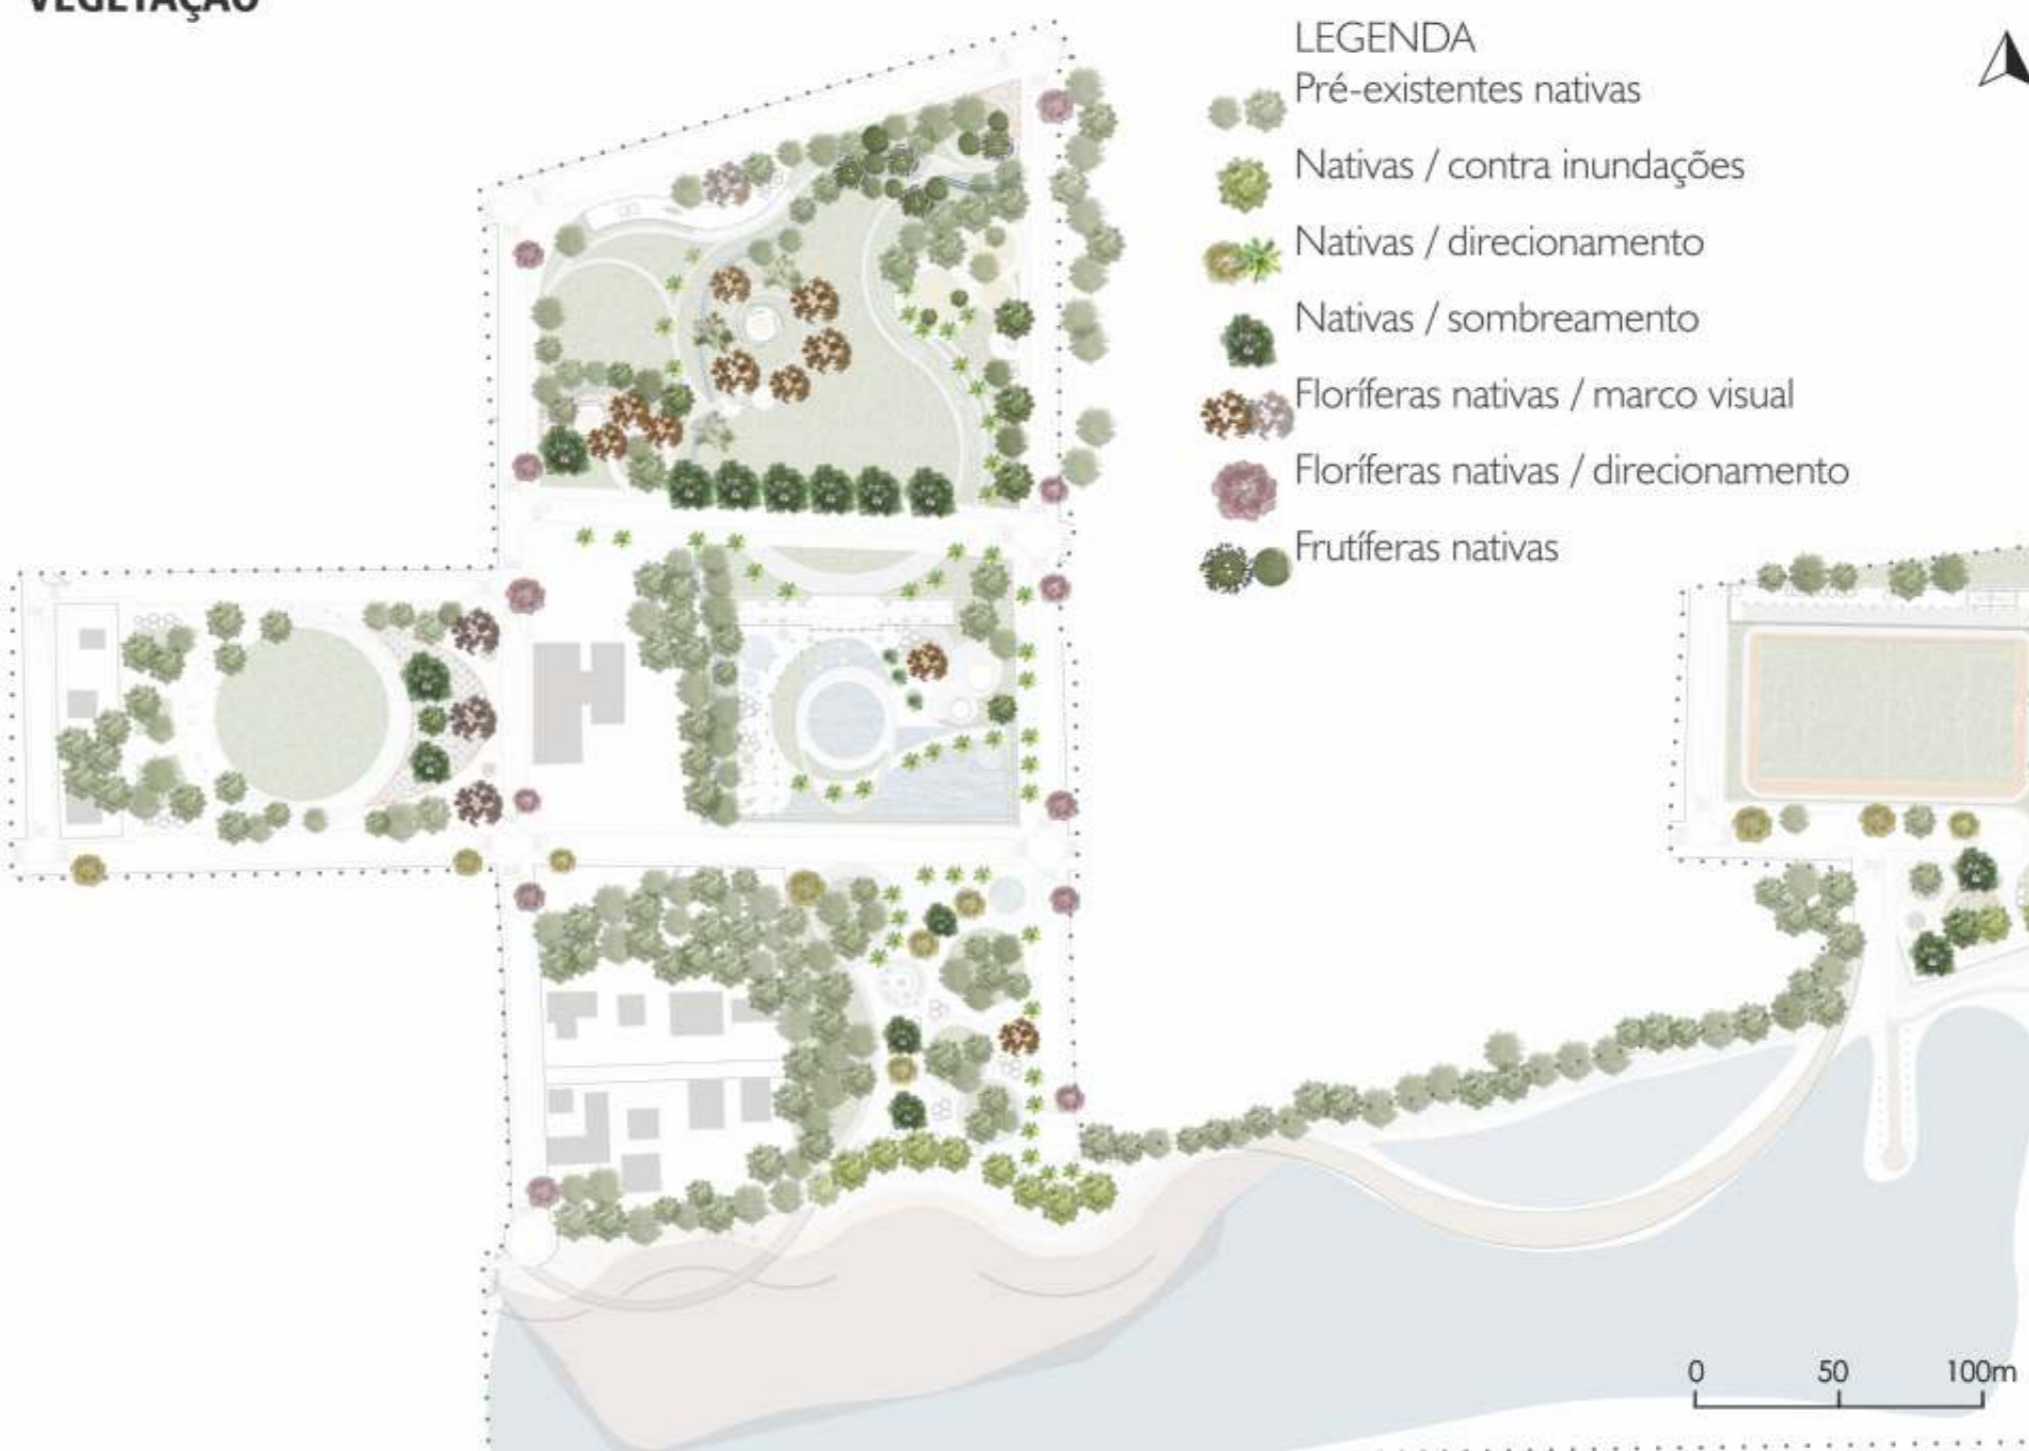 VEGETAÇÃO
LEGENDA
Pré-existentes nativas
Nativas / contra inundações
Nativas / direcionamento
Nativas / sombreamento
Floríferas nativas / marco visual
Floríferas nativas / direcionamento
Frutíferas nativas
0 50 100m